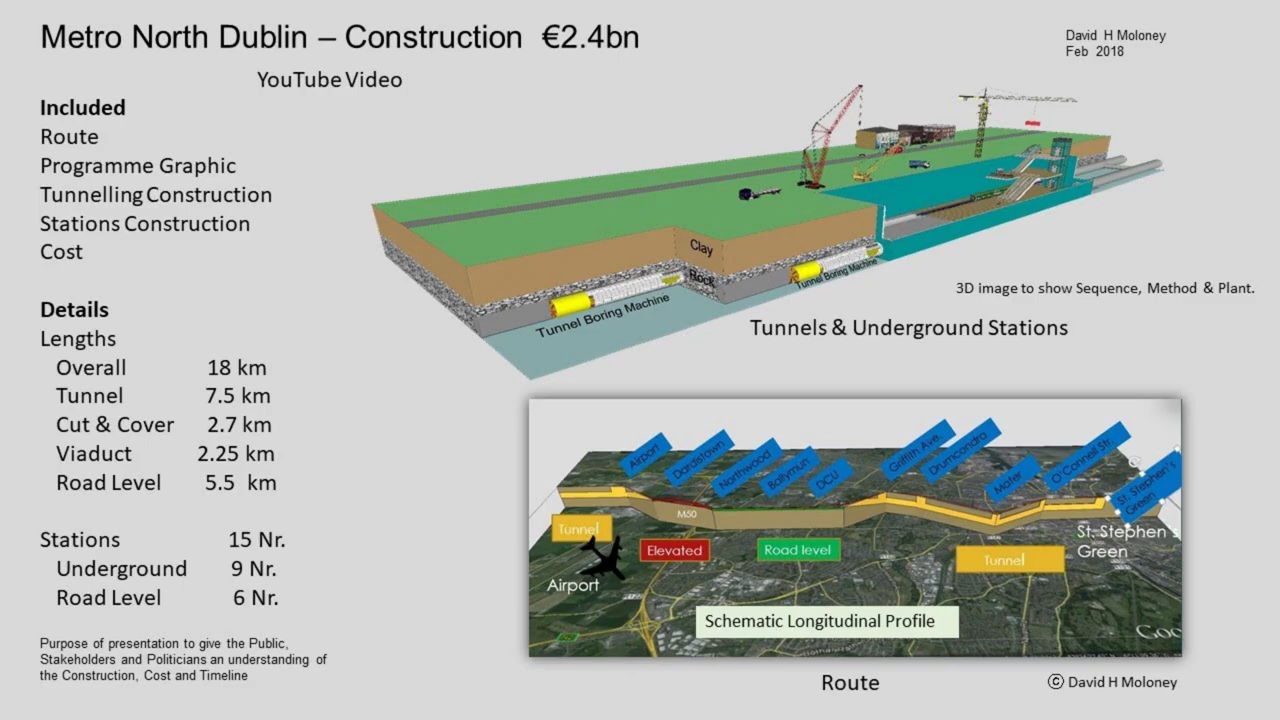 Metro North Dublin – Construction €2.4bn
David H Moloney
Feb 2018
YouTube Video
Included
Route
Programme Graphic
Tunnelling Construction
Stations Construction
Cost
Details
Lengths
Overall 18 km
Tunnel 7.5 km
Cut & Cover 2.7 km
Viaduct 2.25 km
Road Level 5.5 km
Stations 15 Nr.
Underground 9 Nr.
Road Level 6 Nr.
Purpose of presentation to give the Public,
Stakeholders and Politicians an understanding of
the Construction, Cost and Timeline
Clay
Rock
Tunnel Boring Machine
Tunnel Boring Machine
3D image to show Sequence, Method & Plant.
Tunnels & Underground Stations
Airport
Dardstown
Northwood
Ballymun
DCU
Griffith Ave.
Drumcondra
Mater
O'Connell Str.
St. Stephen's
Green
M50
Tunnel
Elevated
Road level
Tunnel
St. Stephen's
Green
Airport
Schematic Longitudinal Profile
Goo
Route
© David H Moloney